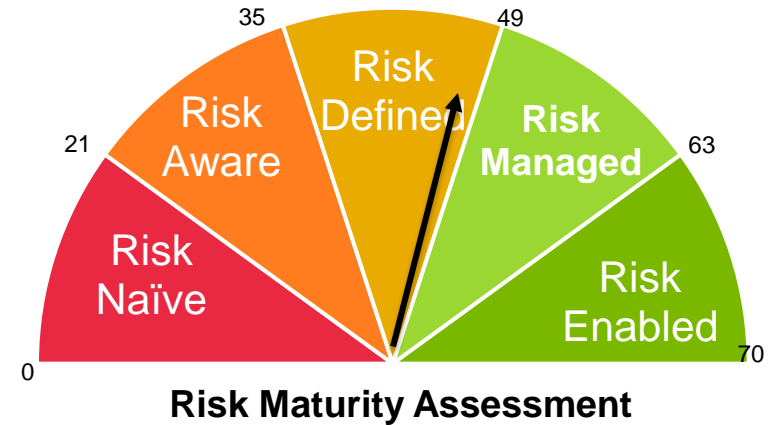 35
49
Risk
Defined
Risk
Aware
Risk
Managed
21
63
Risk
Naïve
Risk
Enabled
0
70
Risk Maturity Assessment